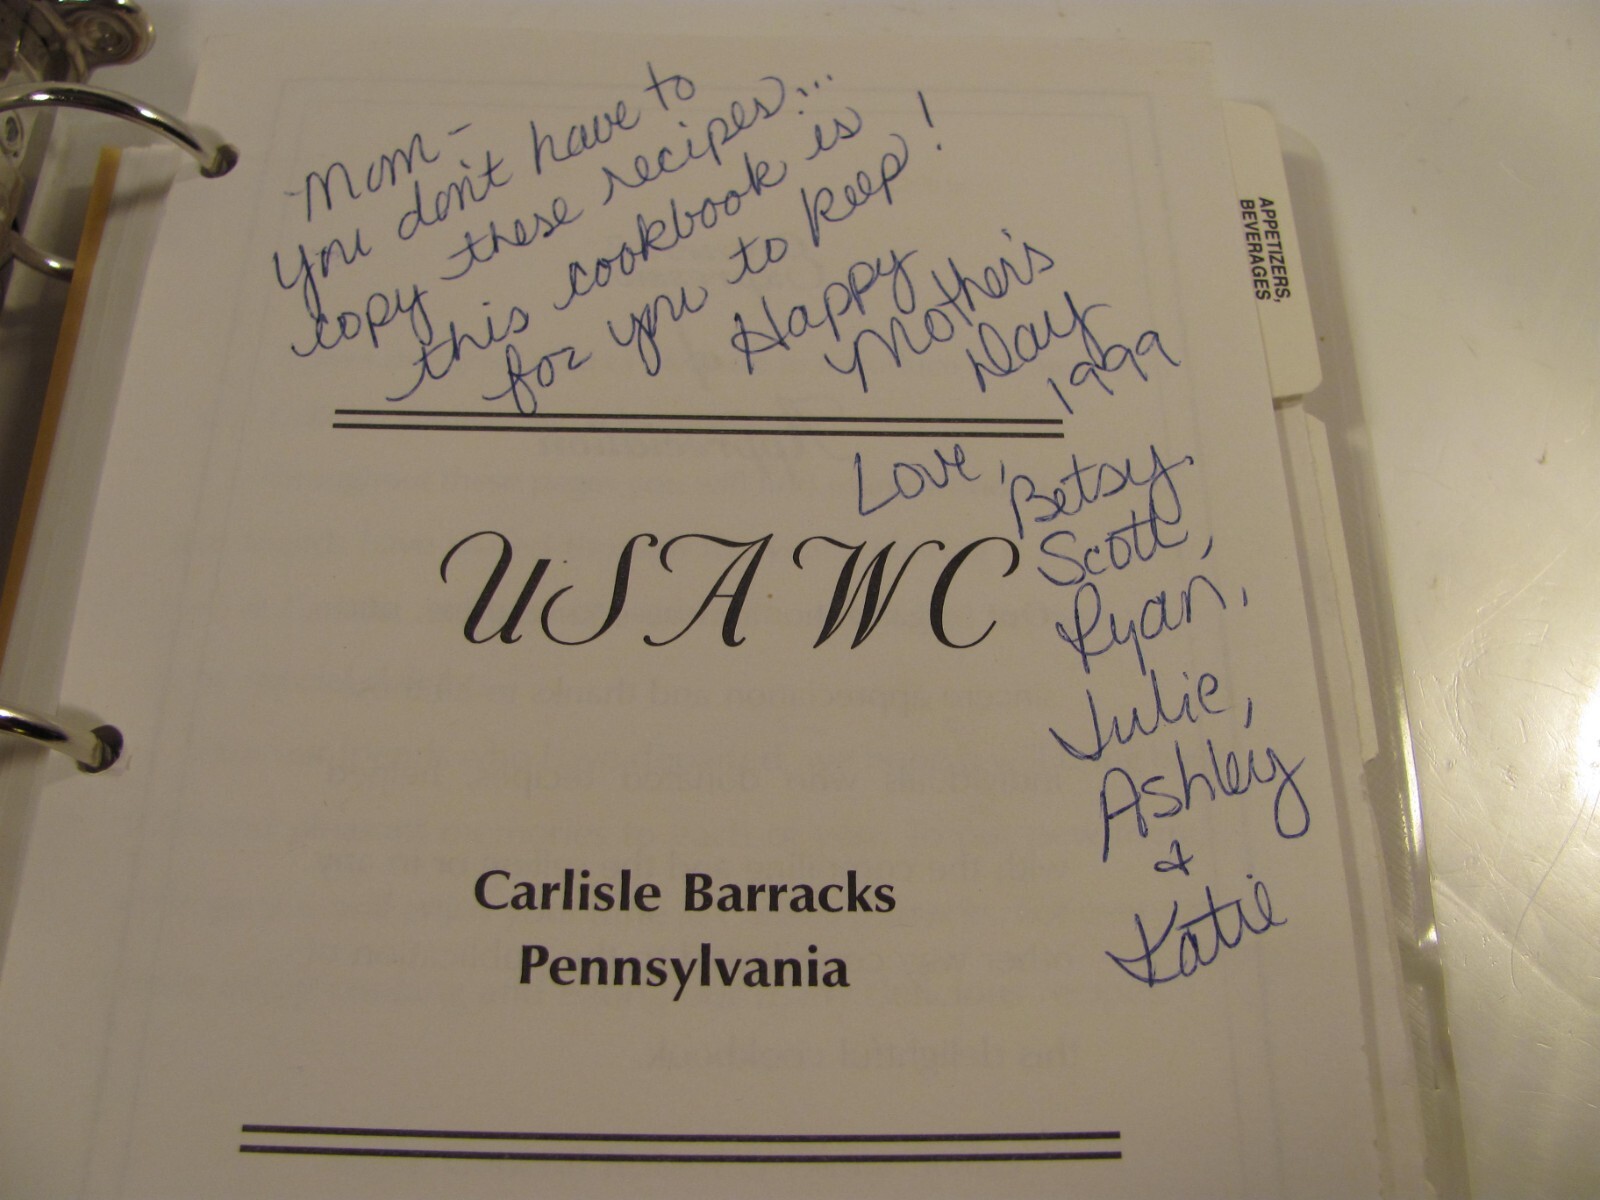 Mom -
you don't have to
copy these recipes...
this cookbook is
for you to keep!
Happy
Mother's
Day
1999
Love,
Betsy,
Scott,
Ryan,
Julie,
Ashley
&
Katie
USAWC
Carlisle Barracks
Pennsylvania
APPETIZERS,
BEVERAGES